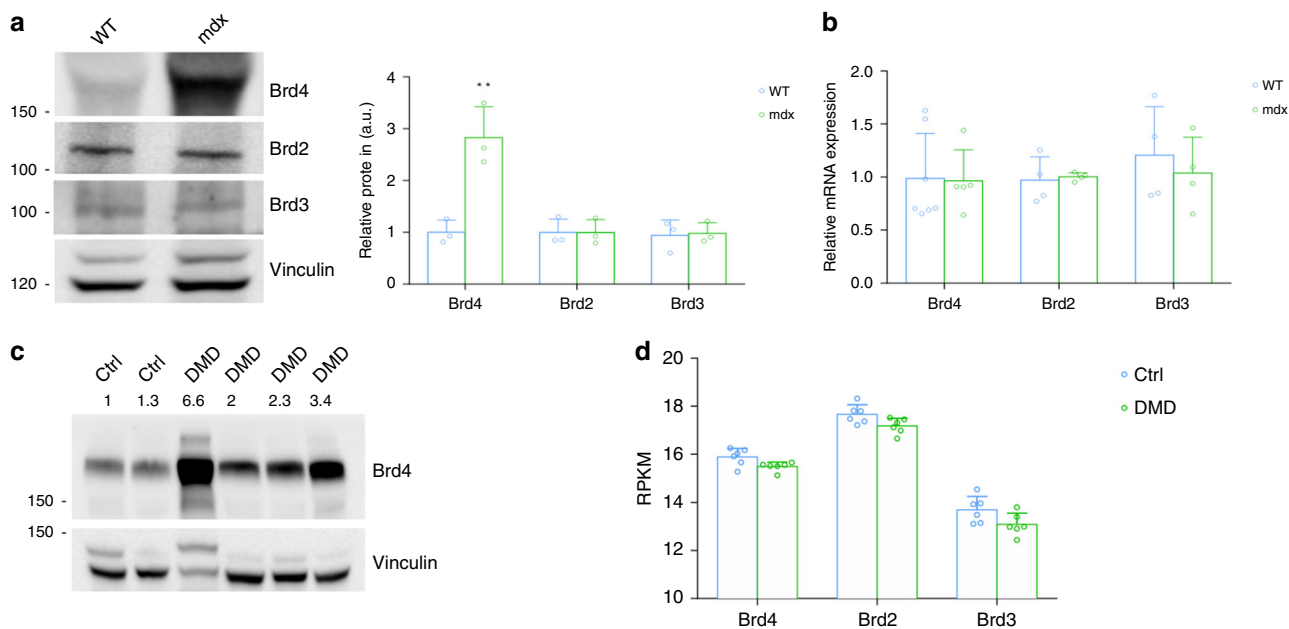 a
WT
mdx
Brd4
150 -
Brd2
100 -
Brd3
100 -
Vinculin
120 -
Relative prote in (a.u.)
4
3
2
1
0
**
WT
mdx
Brd4 Brd2 Brd3
b
Relative mRNA expression
2.0
1.5
1.0
0.5
0.0
WT
mdx
Brd4 Brd2 Brd3
c
Ctrl Ctrl DMD DMD DMD DMD
1 1.3 6.6 2 2.3 3.4
Brd4
150 -
150 -
Vinculin
d
RPKM
20
18
16
14
12
10
Ctrl
DMD
Brd4 Brd2 Brd3